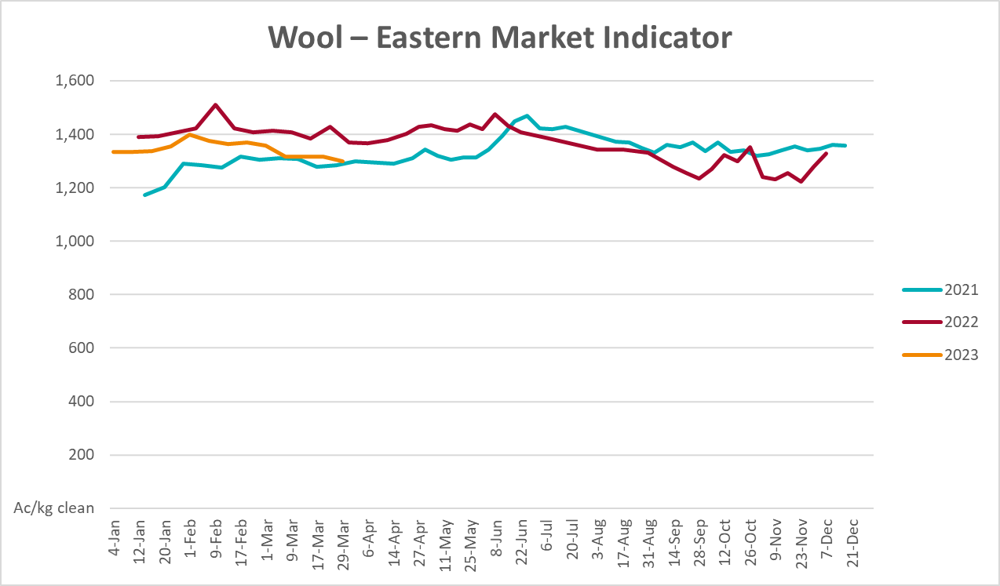 Wool – Eastern Market Indicator
1,600
1,400
1,200
1,000
800
600
400
200
Ac/kg clean
4-Jan
12-Jan
20-Jan
1-Feb
9-Feb
17-Feb
1-Mar
9-Mar
17-Mar
29-Mar
6-Apr
14-Apr
27-Apr
11-May
25-May
8-Jun
22-Jun
6-Jul
20-Jul
3-Aug
17-Aug
31-Aug
14-Sep
28-Sep
12-Oct
26-Oct
9-Nov
23-Nov
7-Dec
21-Dec
2021
2022
2023